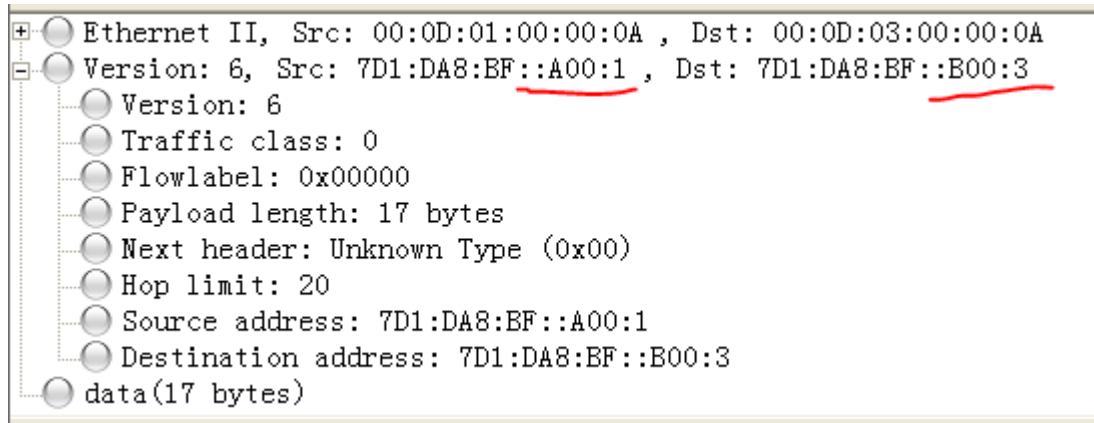 Ethernet II, Src: 00:0D:01:00:00:0A , Dst: 00:0D:03:00:00:0A
Version: 6, Src: 7D1:DA8:BF::A00:1 , Dst: 7D1:DA8:BF::B00:3
Version: 6
Traffic class: 0
Flowlabel: 0x00000
Payload length: 17 bytes
Next header: Unknown Type (0x00)
Hop limit: 20
Source address: 7D1:DA8:BF::A00:1
Destination address: 7D1:DA8:BF::B00:3
data(17 bytes)